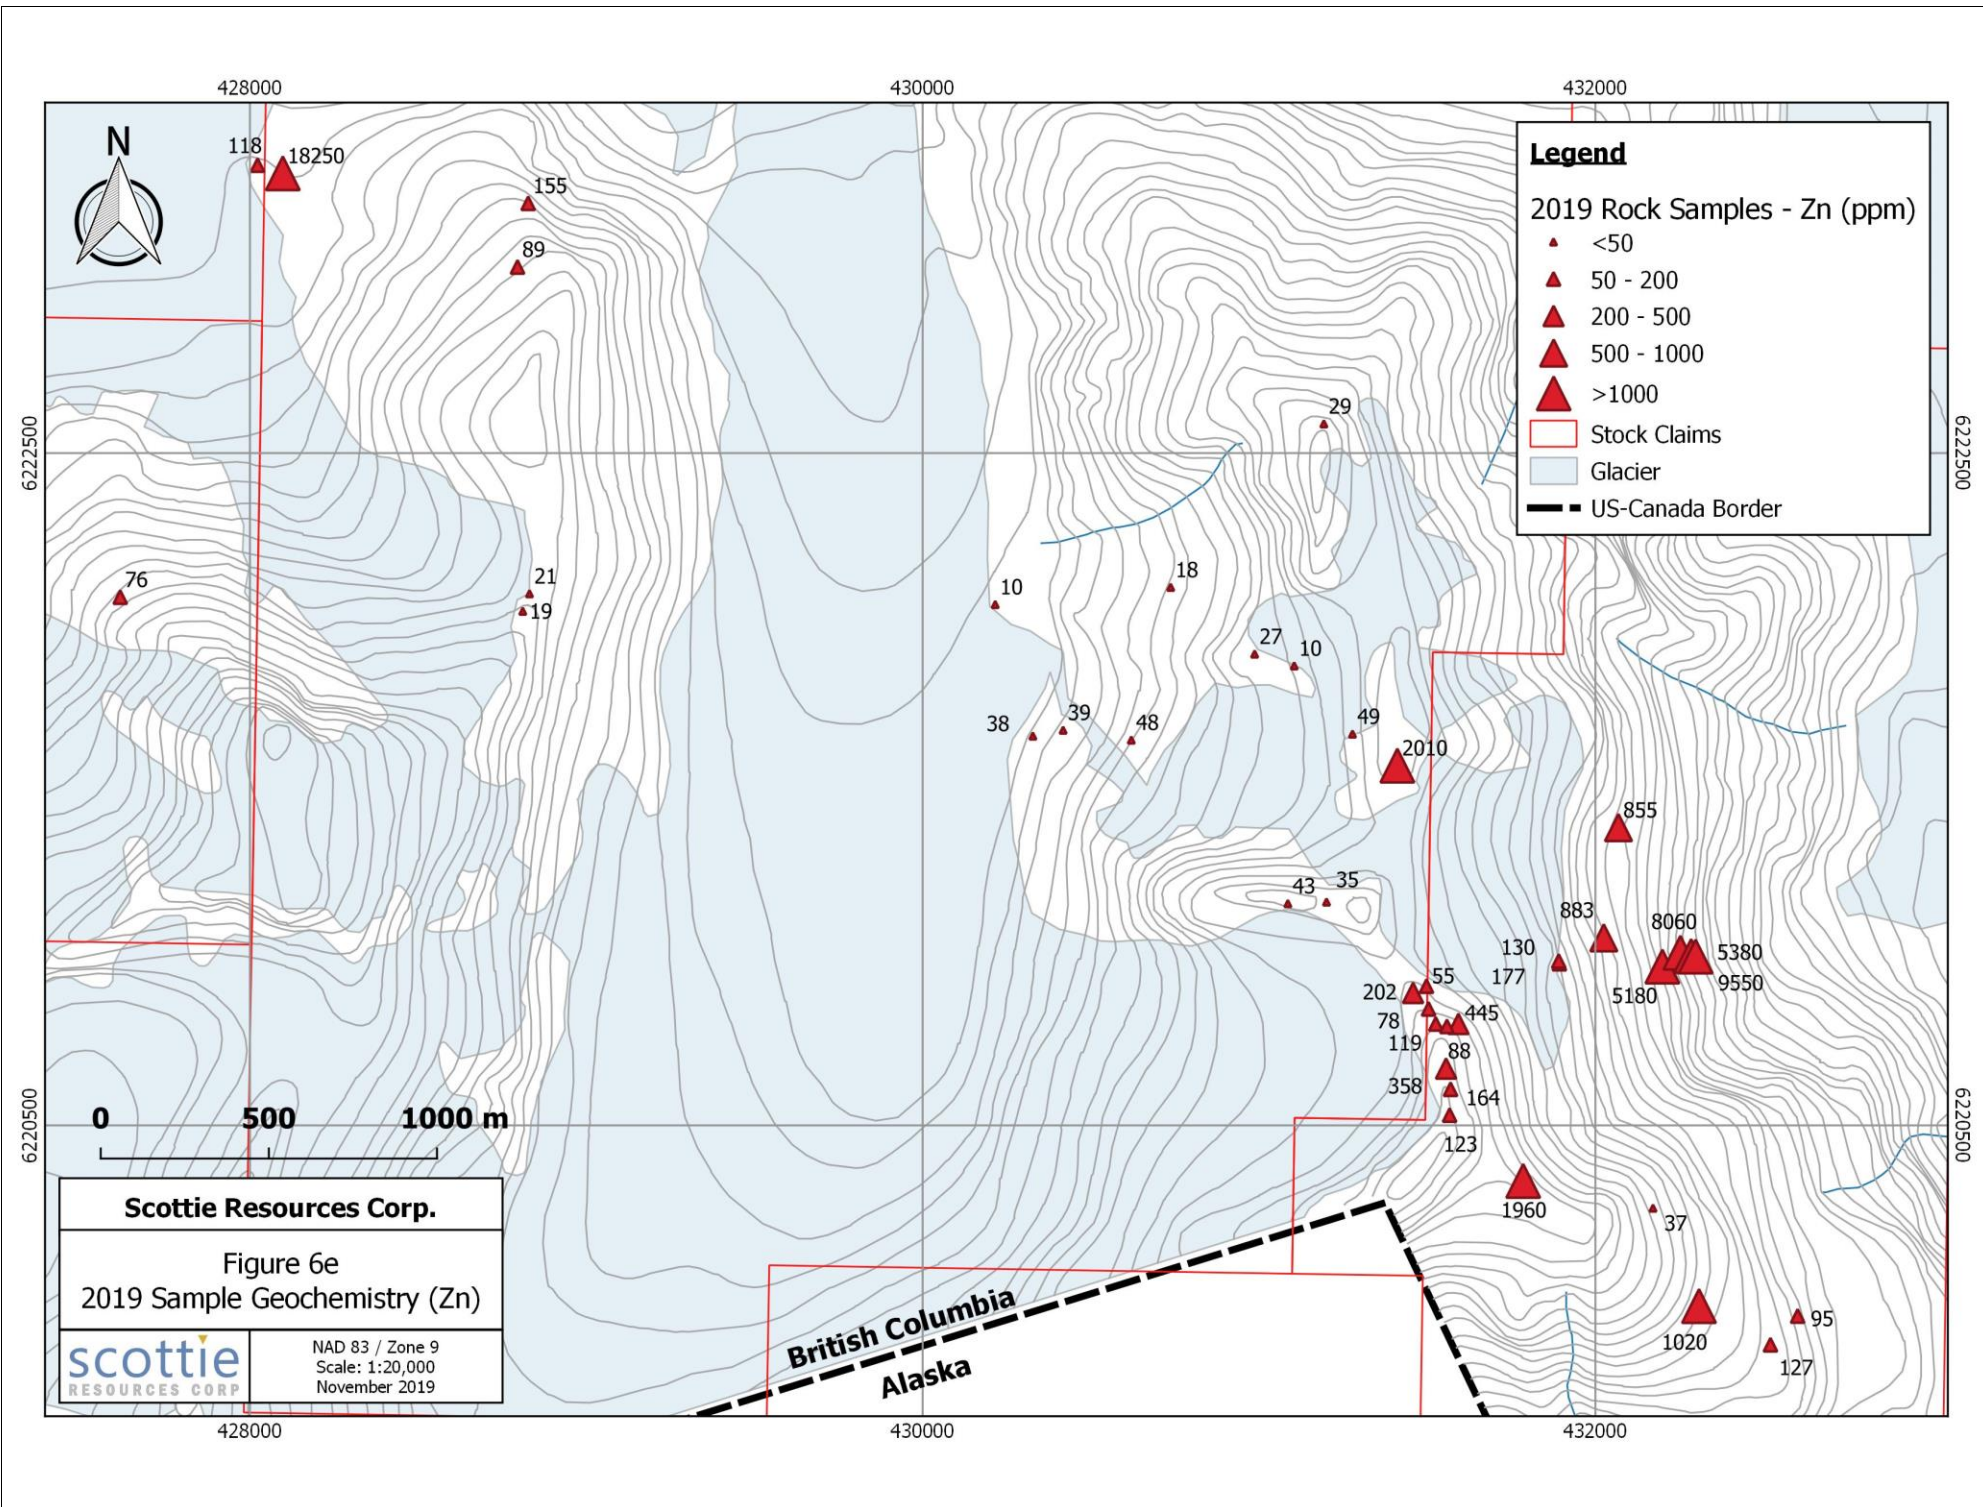 428000
430000
432000
N
118
18250
155
89
Legend
2019 Rock Samples - Zn (ppm)
<50
50 - 200
200 - 500
500 - 1000
>1000
Stock Claims
Glacier
US-Canada Border
29
6222500
6222500
76
21
19
10
18
27
10
38
39
48
49
2010
855
43
35
883
8060
130
177
5380
9550
5180
55
202
78
445
119
88
358
164
123
6220500
6220500
0 500 1000 m
1960
37
1020
95
127
British Columbia
Alaska
Scottie Resources Corp.
Figure 6e
2019 Sample Geochemistry (Zn)
scottie
RESOURCES CORP
NAD 83 / Zone 9
Scale: 1:20,000
November 2019
428000
430000
432000